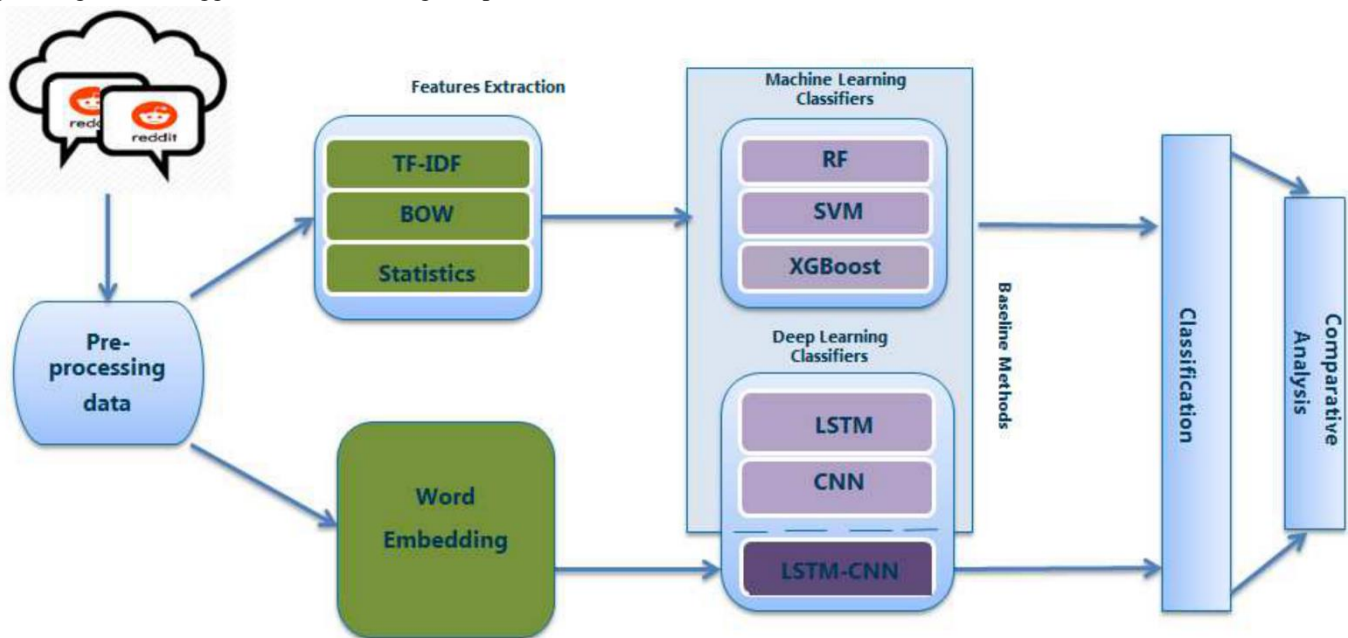 reddit
reddit
Features Extraction
TF-IDF
BOW
Statistics
Machine Learning
Classifiers
RF
SVM
XGBoost
Pre-
processing
data
Word
Embedding
Deep Learning
Classifiers
LSTM
CNN
LSTM-CNN
Baseline Methods
Classification
Comparative
Analysis